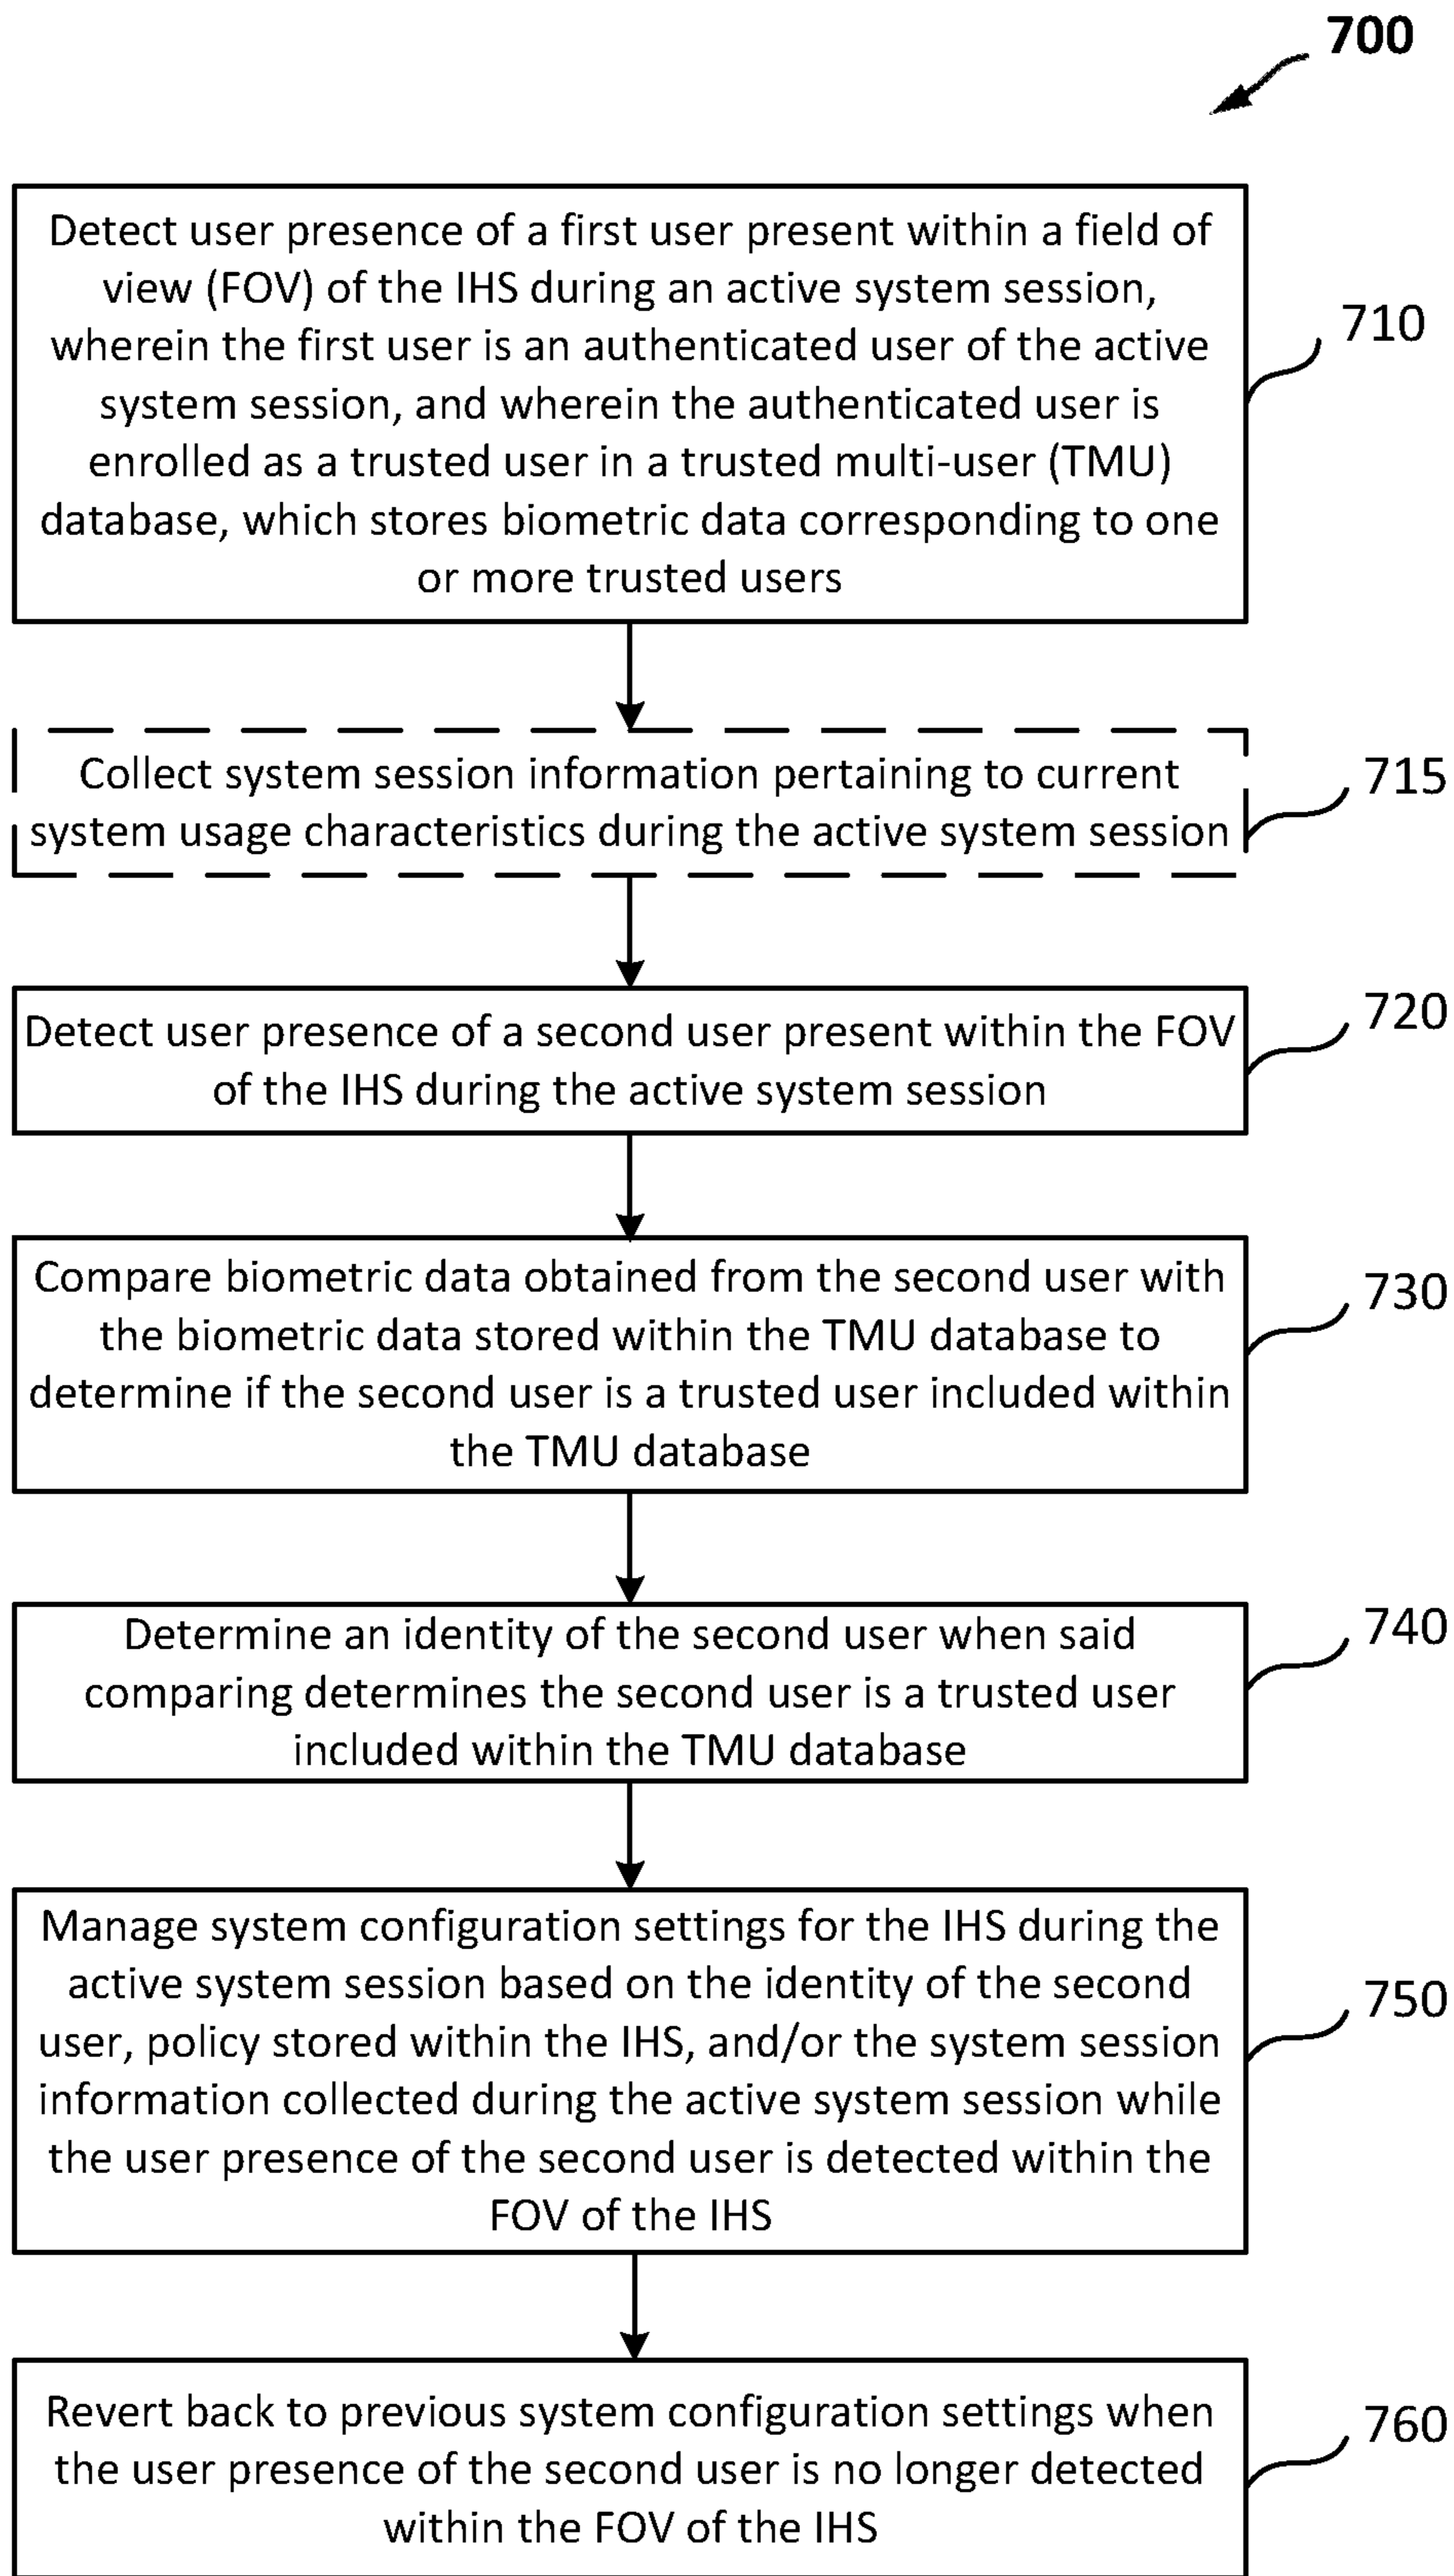 700
Detect user presence of a first user present within a field of
view (FOV) of the IHS during an active system session,
wherein the first user is an authenticated user of the active
system session, and wherein the authenticated user is
enrolled as a trusted user in a trusted multi-user (TMU)
database, which stores biometric data corresponding to one
or more trusted users
710
Collect system session information pertaining to current
system usage characteristics during the active system session
715
Detect user presence of a second user present within the FOV
of the IHS during the active system session
720
Compare biometric data obtained from the second user with
the biometric data stored within the TMU database to
determine if the second user is a trusted user included within
the TMU database
730
Determine an identity of the second user when said
comparing determines the second user is a trusted user
included within the TMU database
740
Manage system configuration settings for the IHS during the
active system session based on the identity of the second
user, policy stored within the IHS, and/or the system session
information collected during the active system session while
the user presence of the second user is detected within the
FOV of the IHS
750
Revert back to previous system configuration settings when
the user presence of the second user is no longer detected
within the FOV of the IHS
760